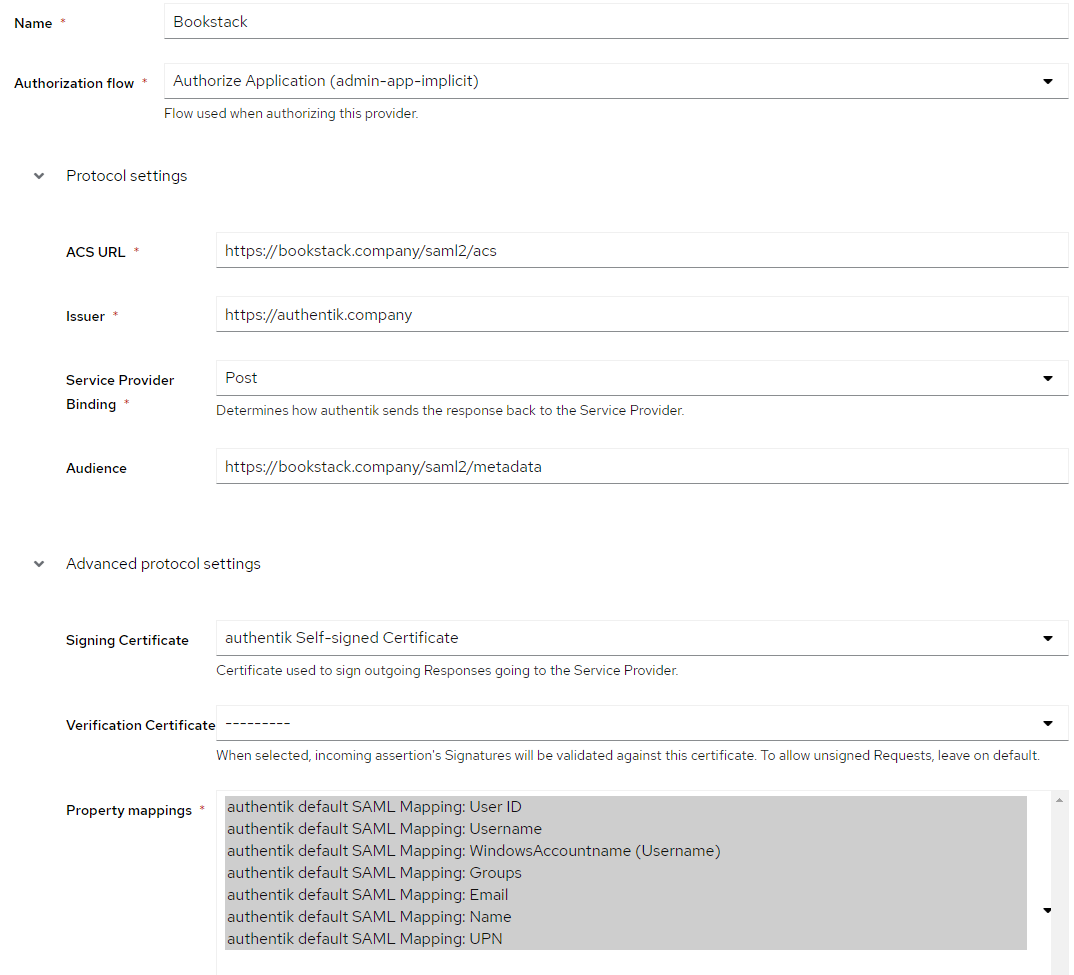 Name *
Bookstack
Authorization flow *
Authorize Application (admin-app-implicit)
Flow used when authorizing this provider.
Protocol settings
ACS URL *
https://bookstack.company/saml2/acs
Issuer *
https://authentik.company
Service Provider
Binding *
Post
Determines how authentik sends the response back to the Service Provider.
Audience
https://bookstack.company/saml2/metadata
Advanced protocol settings
Signing Certificate
authentik Self-signed Certificate
Certificate used to sign outgoing Responses going to the Service Provider.
Verification Certificate
---------
When selected, incoming assertion's Signatures will be validated against this certificate. To allow unsigned Requests, leave on default.
Property mappings *
authentik default SAML Mapping: User ID
authentik default SAML Mapping: Username
authentik default SAML Mapping: WindowsAccountname (Username)
authentik default SAML Mapping: Groups
authentik default SAML Mapping: Email
authentik default SAML Mapping: Name
authentik default SAML Mapping: UPN